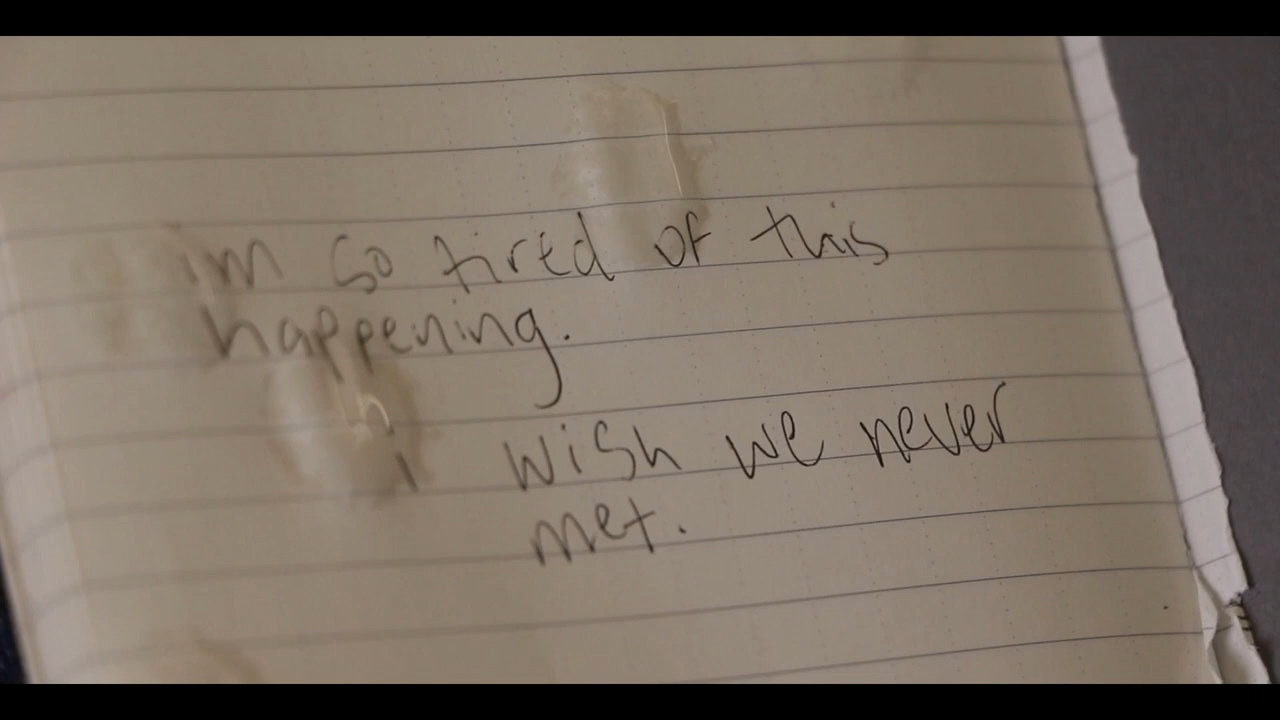 im so tired of this
happening.
i wish we never
met.